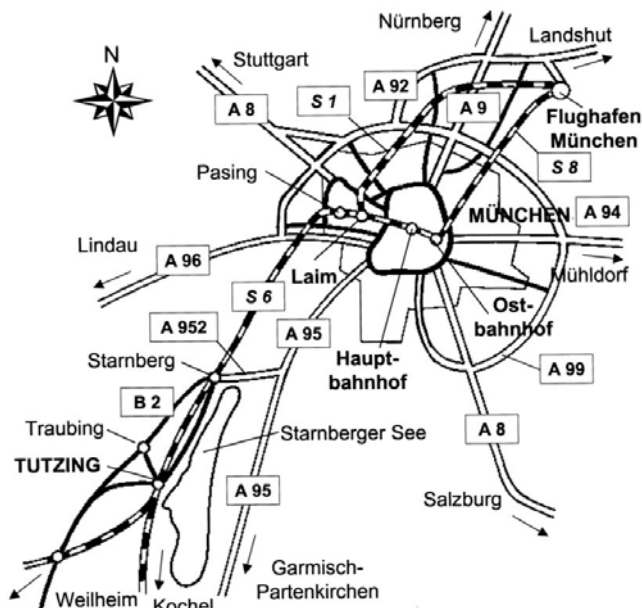 Nürnberg
Landshut
N
Stuttgart
A 92
S 1
A 9
A 8
Flughafen
München
Pasing
S 8
MÜNCHEN
A 94
Lindau
A 96
Laim
Mühldorf
S 6
Ost-
bahnhof
A 952
A 95
Haupt-
bahnhof
Starnberg
A 99
B 2
Traubing
Starnberger See
A 8
TUTZING
A 95
Salzburg
Garmisch-
Partenkirchen
Weilheim
Kochel